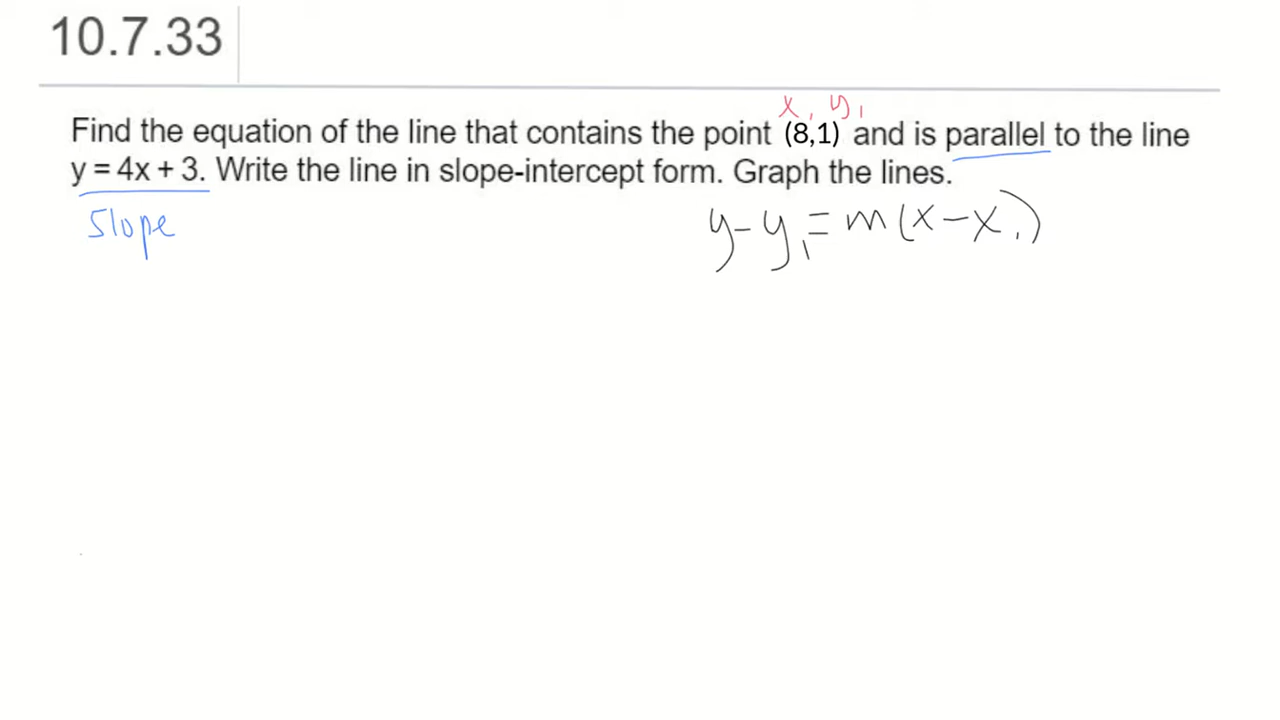 10.7.33
x₁ y₁
Find the equation of the line that contains the point (8,1) and is parallel to the line
y = 4x + 3. Write the line in slope-intercept form. Graph the lines.
slope
y-y₁=m(x-x₁)